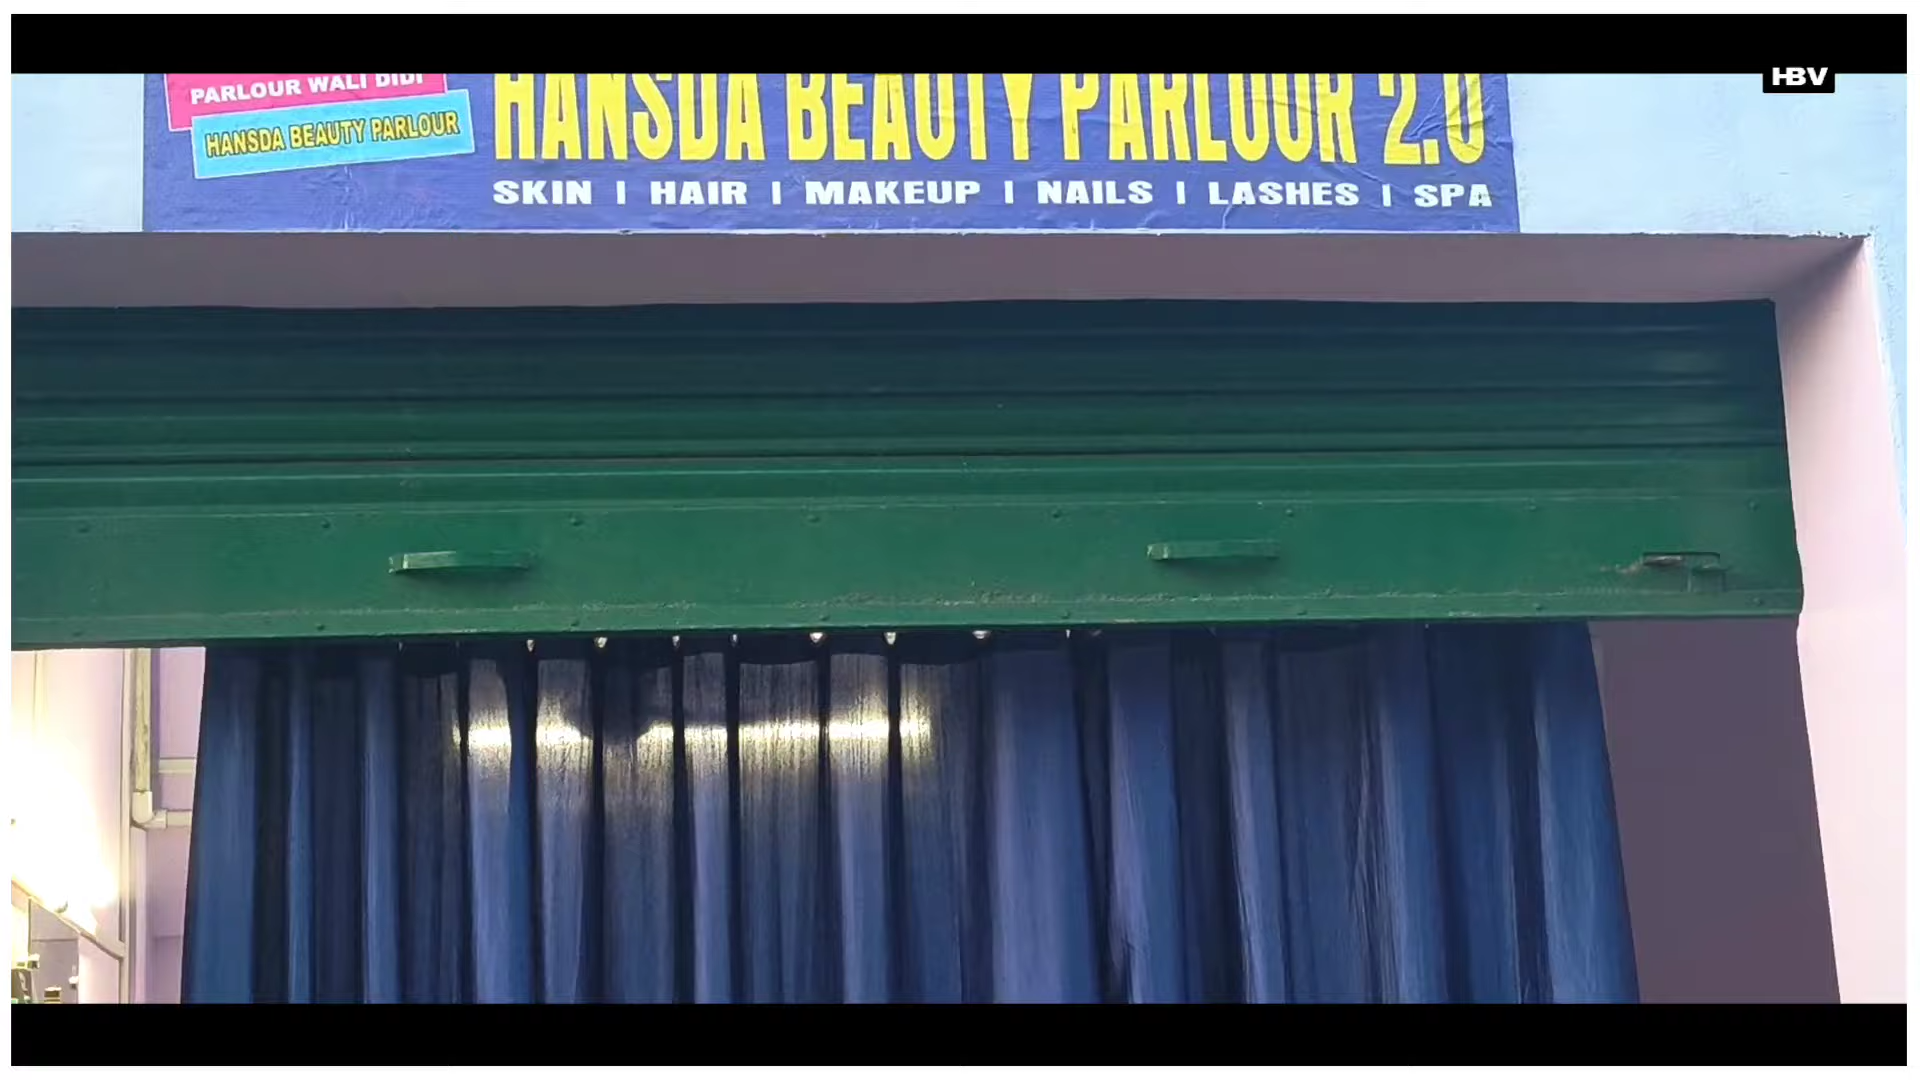 PARLOUR WALI DIDI
HANSDA BEAUTY PARLOUR
HANSDA BEAUTY PARLOUR 2.0
SKIN | HAIR | MAKEUP | NAILS | LASHES | SPA
HBV